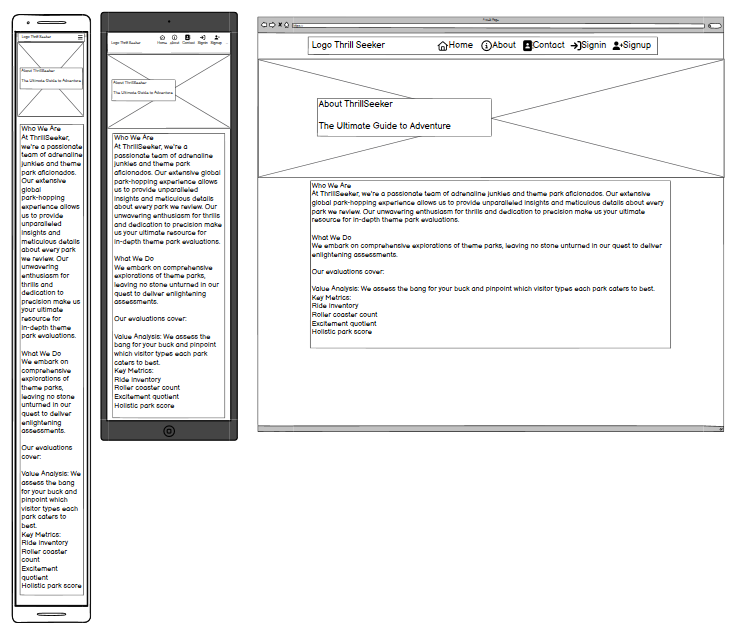 Logo Thrill Seeker
About ThrillSeeker
The Ultimate Guide to Adventure
Who We Are
At ThrillSeeker,
we're a passionate
team of adrenaline
junkies and theme
park aficionados.
Our extensive
global
park-hopping
experience allows
us to provide
unparalleled
insights and
meticulous details
about every park
we review. Our
unwavering
enthusiasm for
thrills and
dedication to
precision make us
your ultimate
resource for
in-depth theme
park evaluations.
What We Do
We embark on
comprehensive
explorations of
theme parks,
leaving no stone
unturned in our
quest to deliver
enlightening
assessments.
Our evaluations
cover:
Value Analysis: We
assess the bang
for your buck and
pinpoint which
visitor types each
park caters to
best.
Key Metrics:
Ride inventory
Roller coaster
count
Excitement
quotient
Holistic park score
Logo Thrill Seeker Home About Contact Signin Signup
About ThrillSeeker
The Ultimate Guide to Adventure
Who We Are
At ThrillSeeker, we're a
passionate team of adrenaline
junkies and theme park
aficionados. Our extensive global
park-hopping experience allows
us to provide unparalleled
insights and meticulous details
about every park we review. Our
unwavering enthusiasm for thrills
and dedication to precision make
us your ultimate resource for
in-depth theme park evaluations.
What We Do
We embark on comprehensive
explorations of theme parks,
leaving no stone unturned in our
quest to deliver enlightening
assessments.
Our evaluations cover:
Value Analysis: We assess the
bang for your buck and pinpoint
which visitor types each park
caters to best.
Key Metrics:
Ride inventory
Roller coaster count
Excitement quotient
Holistic park score
Logo Thrill Seeker Home About Contact Signin Signup
About ThrillSeeker
The Ultimate Guide to Adventure
Who We Are
At ThrillSeeker, we're a passionate team of adrenaline junkies and theme park aficionados. Our extensive
global park-hopping experience allows us to provide unparalleled insights and meticulous details about every
park we review. Our unwavering enthusiasm for thrills and dedication to precision make us your ultimate
resource for in-depth theme park evaluations.
What We Do
We embark on comprehensive explorations of theme parks, leaving no stone unturned in our quest to deliver
enlightening assessments.
Our evaluations cover:
Value Analysis: We assess the bang for your buck and pinpoint which visitor types each park caters to best.
Key Metrics:
Ride inventory
Roller coaster count
Excitement quotient
Holistic park score